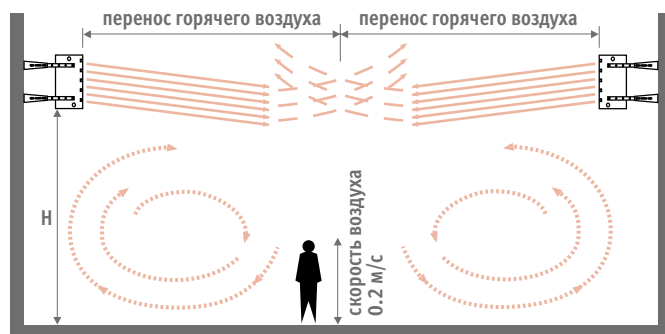 перенос горячего воздуха
перенос горячего воздуха
H
скорость воздуха
0.2 м/с